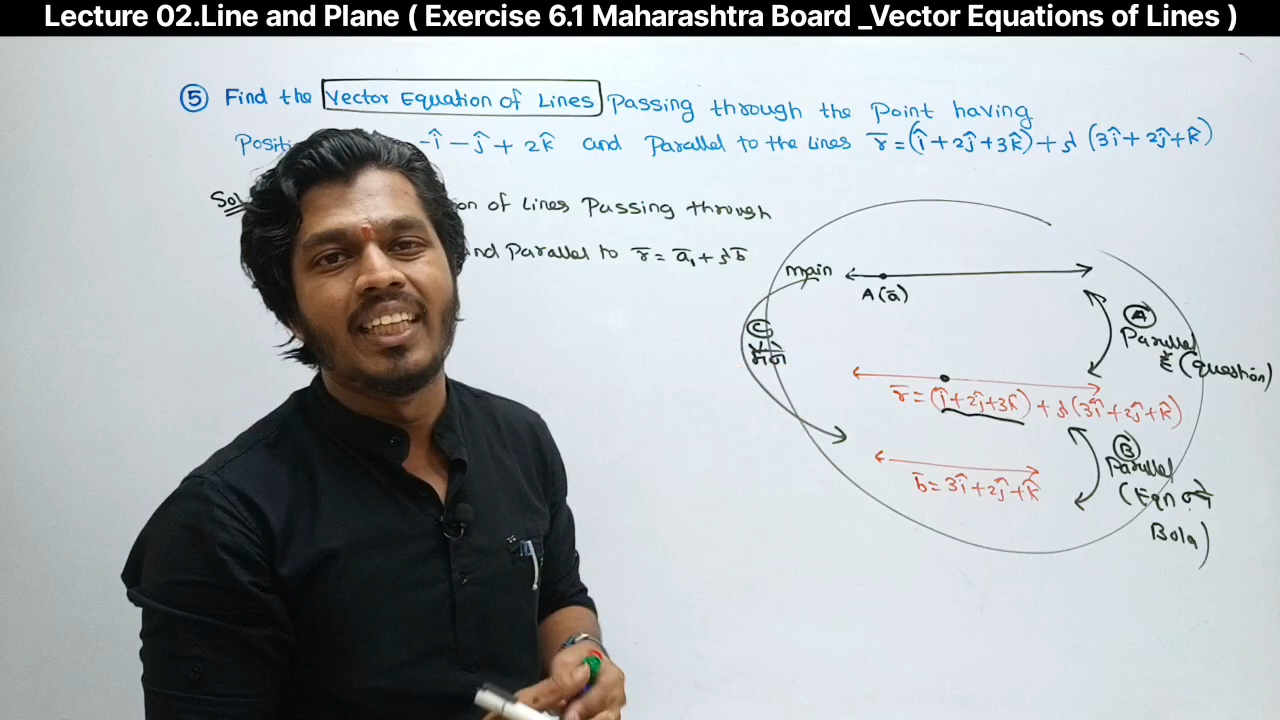 Lecture 02.Line and Plane ( Exercise 6.1 Maharashtra Board _Vector Equations of Lines )
⑤ Find the Vector Equation of Lines Passing through the Point having
Positi -î - ĵ + 2k̂ and Parallel to the Lines r̄ = (î + 2ĵ + 3k̂) + λ (3î + 2ĵ + k̂)
Sol on of Lines Passing through
nd Parallel to r̄ = ā₁ + λb̄
main
A(ā)
Ⓐ
Parallel
है (question)
Ⓒ
मैंने
r̄ = (î + 2ĵ + 3k̂) + λ(3î + 2ĵ + k̂)
Ⓑ
Parallel
(Eqn ने
Bola)
b̄ = 3î + 2ĵ + k̂